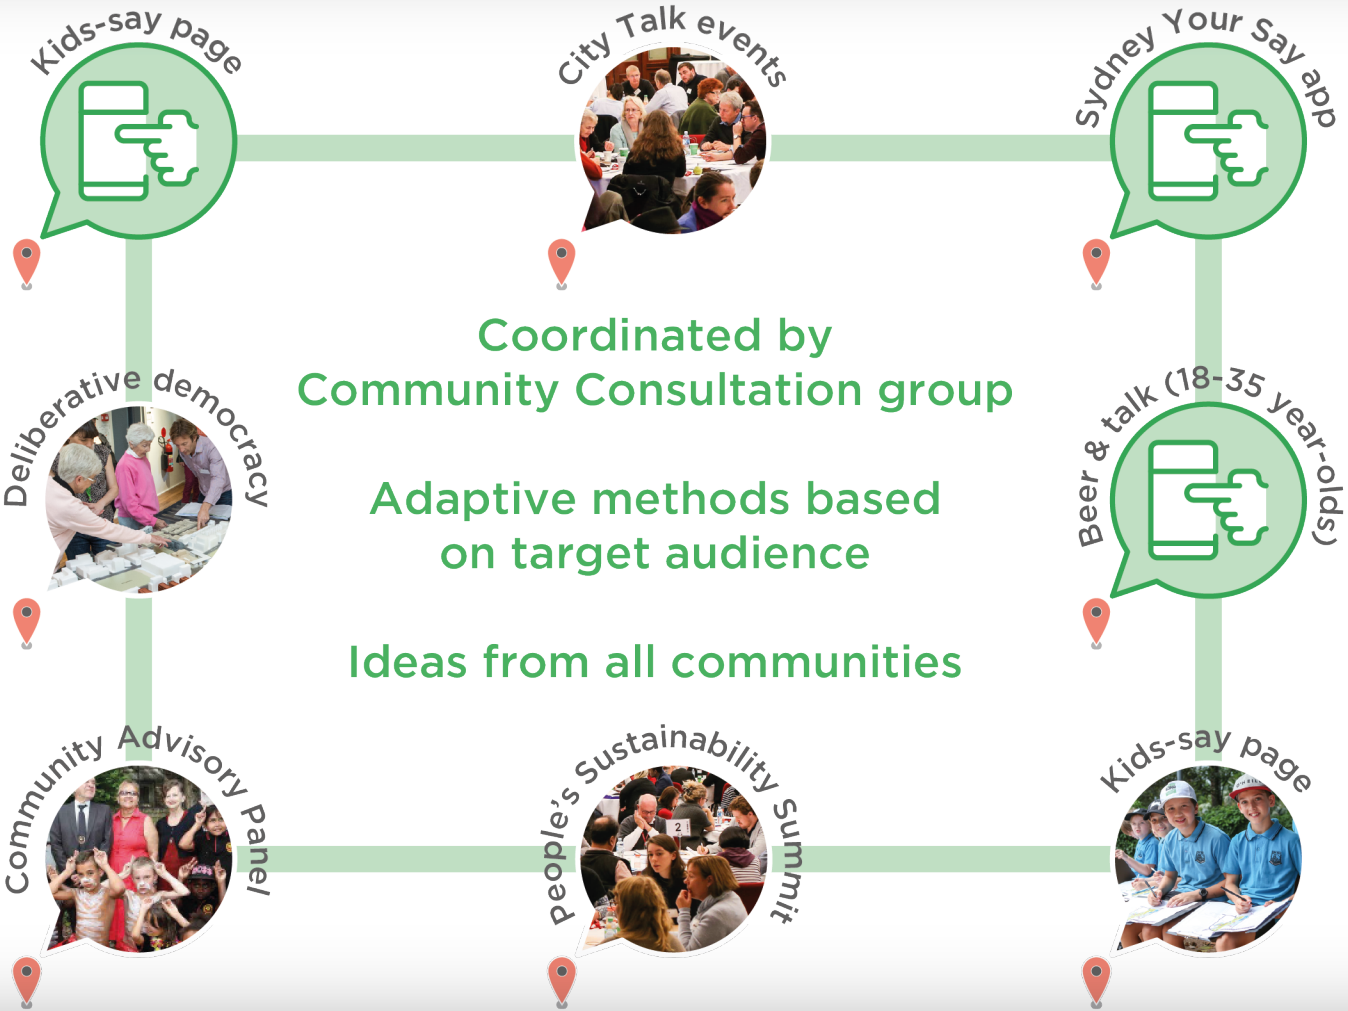 Kids-say page
City Talk events
Sydney Your Say app
Coordinated by
Community Consultation group
Deliberative democracy
Beer & talk (18-35 year-olds)
Adaptive methods based
on target audience
Ideas from all communities
Community Advisory Panel
People's Sustainability Summit
2
Kids-say page